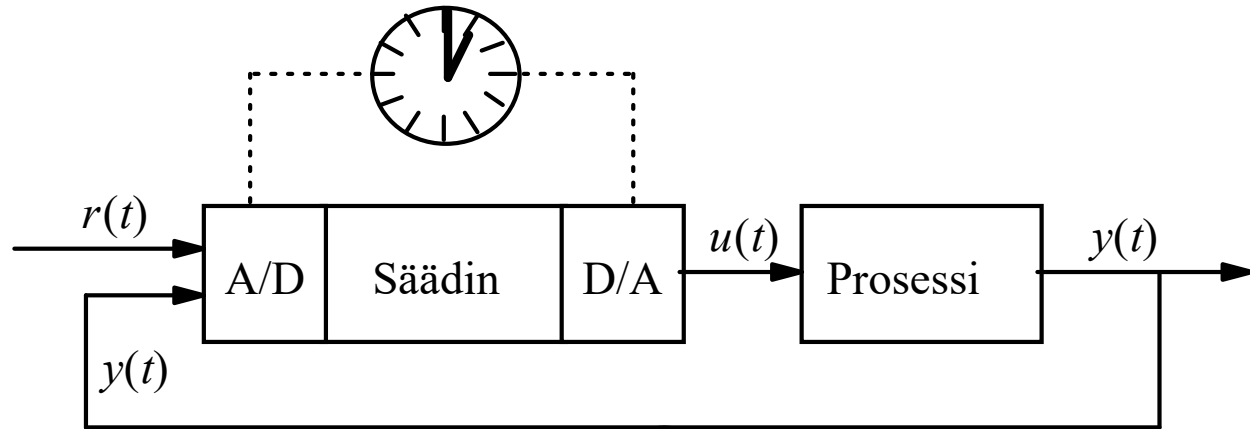 r(t)
A/D Säädin D/A
u(t)
Prosessi
y(t)
y(t)